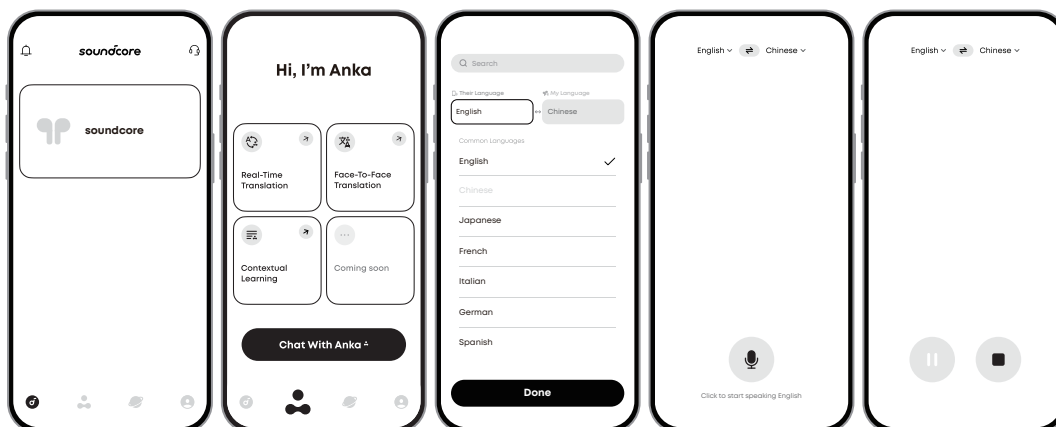 soundcore
soundcore
Hi, I'm Anka
Real-Time
Translation
Face-To-Face
Translation
Contextual
Learning
Coming soon
Chat With Anka
Search
Their Language
My Language
English
Chinese
Common Languages
English
Chinese
Japanese
French
Italian
German
Spanish
Done
English
Chinese
Click to start speaking English
English
Chinese